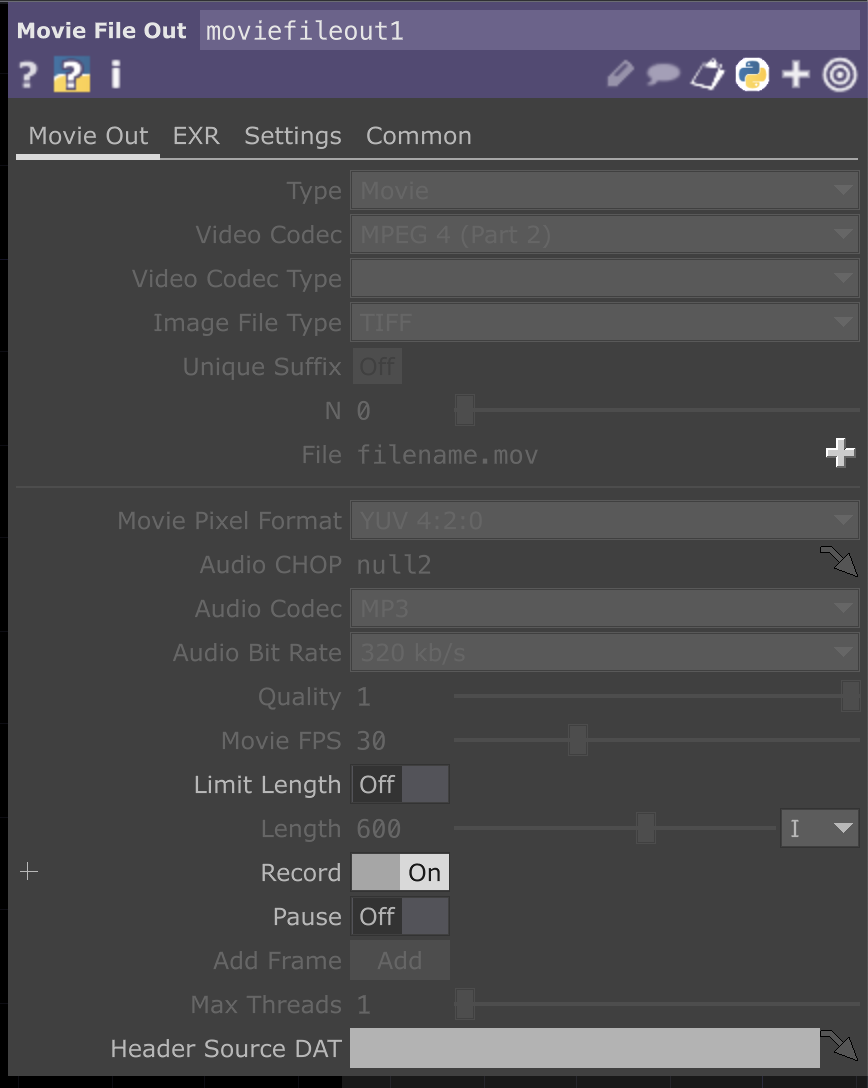 Movie File Out moviefileout1
? ? i
Movie Out EXR Settings Common
Type Movie
Video Codec MPEG 4 (Part 2)
Video Codec Type
Image File Type TIFF
Unique Suffix Off
N 0
File filename.mov
Movie Pixel Format YUV 4:2:0
Audio CHOP null2
Audio Codec MP3
Audio Bit Rate 320 kb/s
Quality 1
Movie FPS 30
Limit Length Off
Length 600 I
Record On
Pause Off
Add Frame Add
Max Threads 1
Header Source DAT